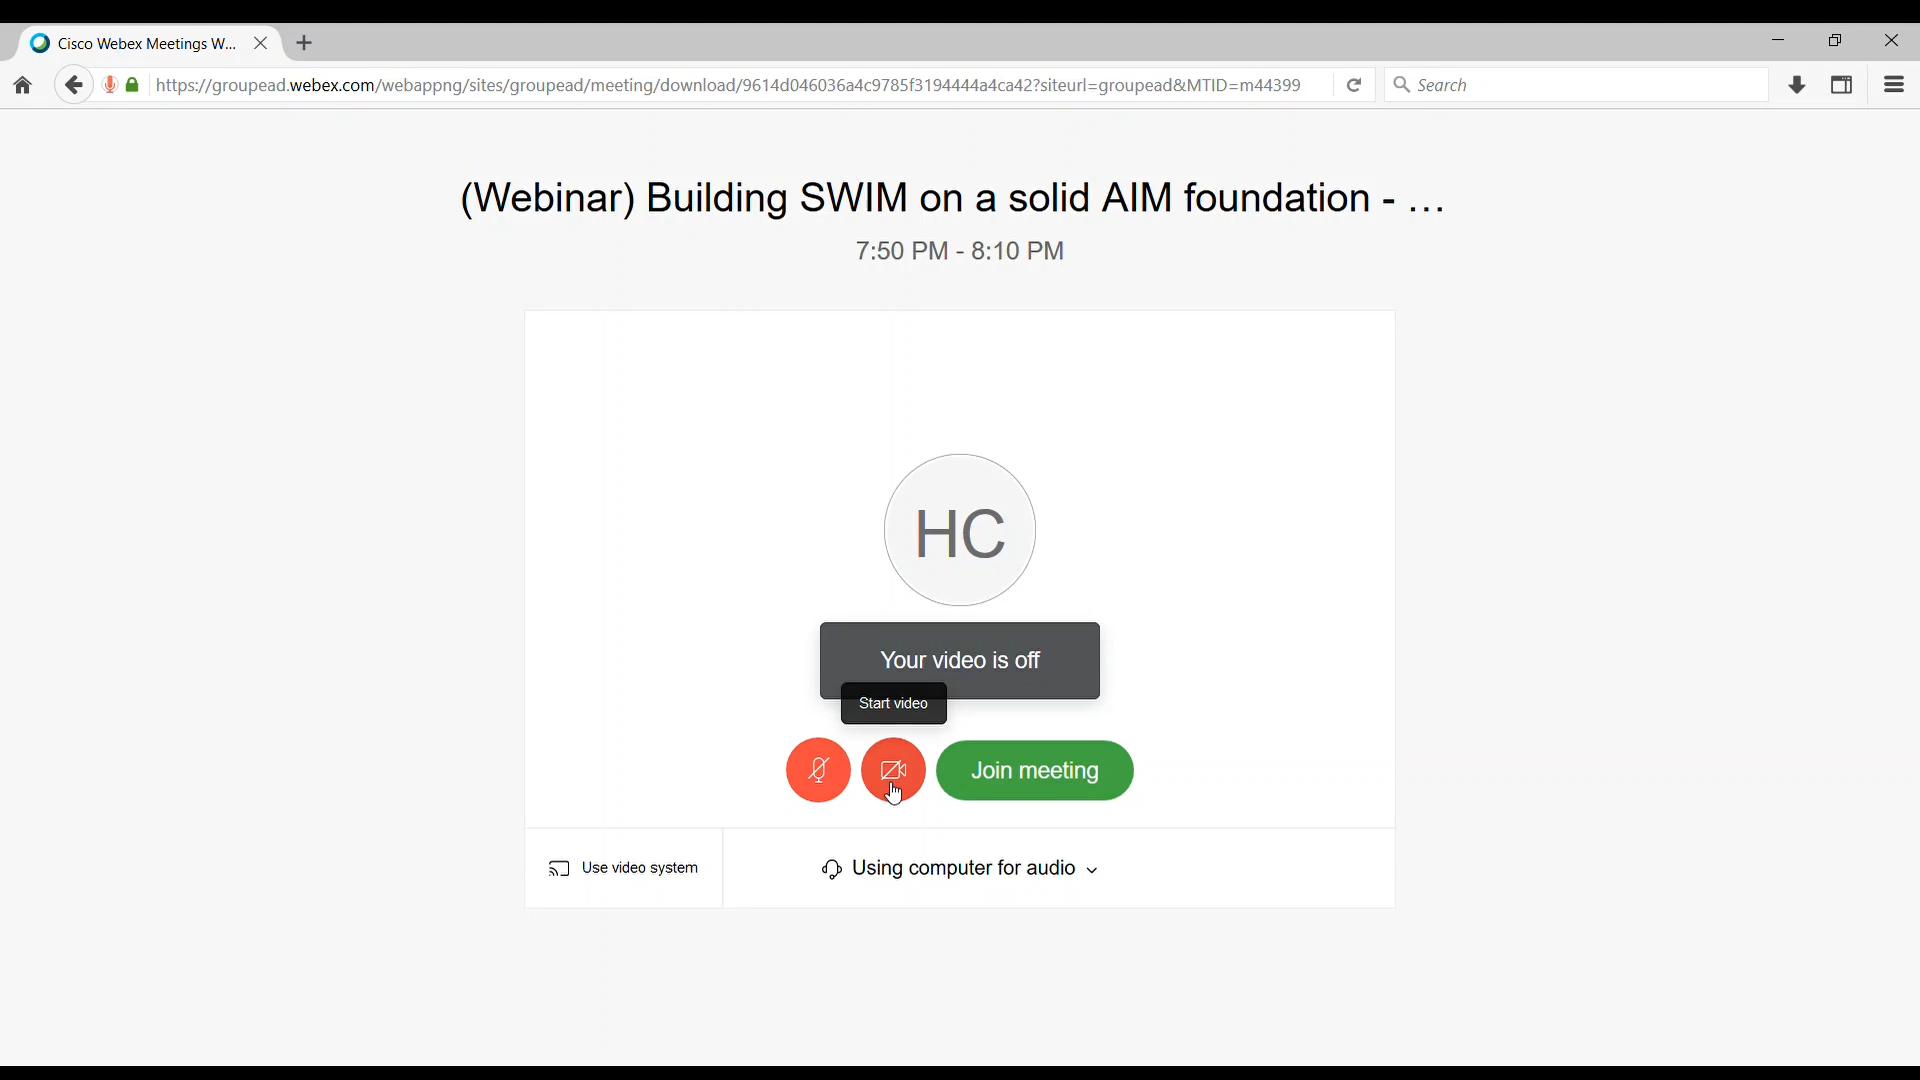 Cisco Webex Meetings W...
https://groupead.webex.com/webappng/sites/groupead/meeting/download/9614d046036a4c9785f3194444a4ca42?siteurl=groupead&MTID=m44399
Search
(Webinar) Building SWIM on a solid AIM foundation - ...
7:50 PM - 8:10 PM
HC
Your video is off
Start video
Join meeting
Use video system
Using computer for audio